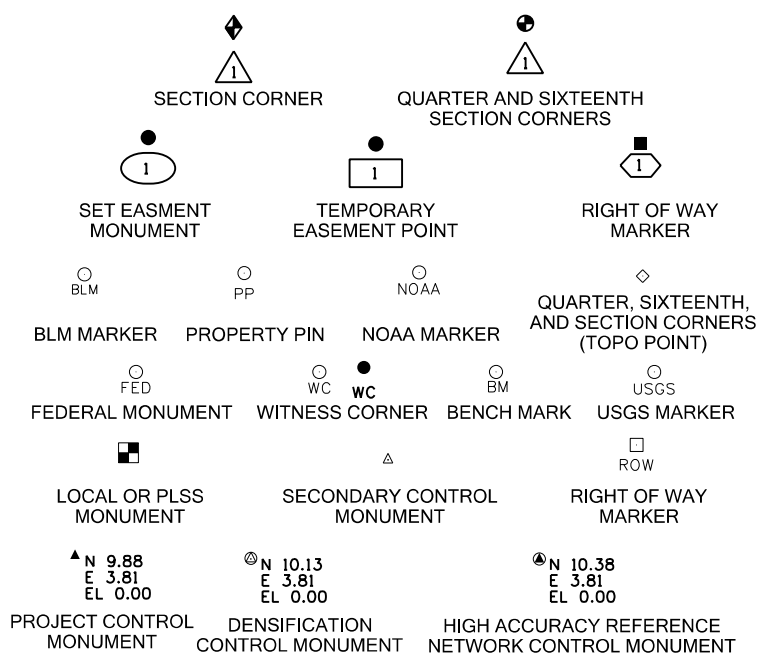 1
1
SECTION CORNER
QUARTER AND SIXTEENTH
SECTION CORNERS
1
1
1
SET EASMENT
MONUMENT
TEMPORARY
EASEMENT POINT
RIGHT OF WAY
MARKER
BLM
PP
NOAA
BLM MARKER
PROPERTY PIN
NOAA MARKER
QUARTER, SIXTEENTH,
AND SECTION CORNERS
(TOPO POINT)
FED
WC
WC
BM
USGS
FEDERAL MONUMENT
WITNESS CORNER
BENCH MARK
USGS MARKER
ROW
LOCAL OR PLSS
MONUMENT
SECONDARY CONTROL
MONUMENT
RIGHT OF WAY
MARKER
N 9.88
E 3.81
EL 0.00
N 10.13
E 3.81
EL 0.00
N 10.38
E 3.81
EL 0.00
PROJECT CONTROL
MONUMENT
DENSIFICATION
CONTROL MONUMENT
HIGH ACCURACY REFERENCE
NETWORK CONTROL MONUMENT